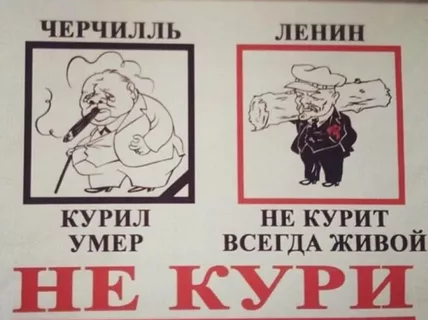 ЧЕРЧИЛЛЬ
КУРИЛ
УМЕР
ЛЕНИН
НЕ КУРИТ
ВСЕГДА ЖИВОЙ
НЕ КУРИ